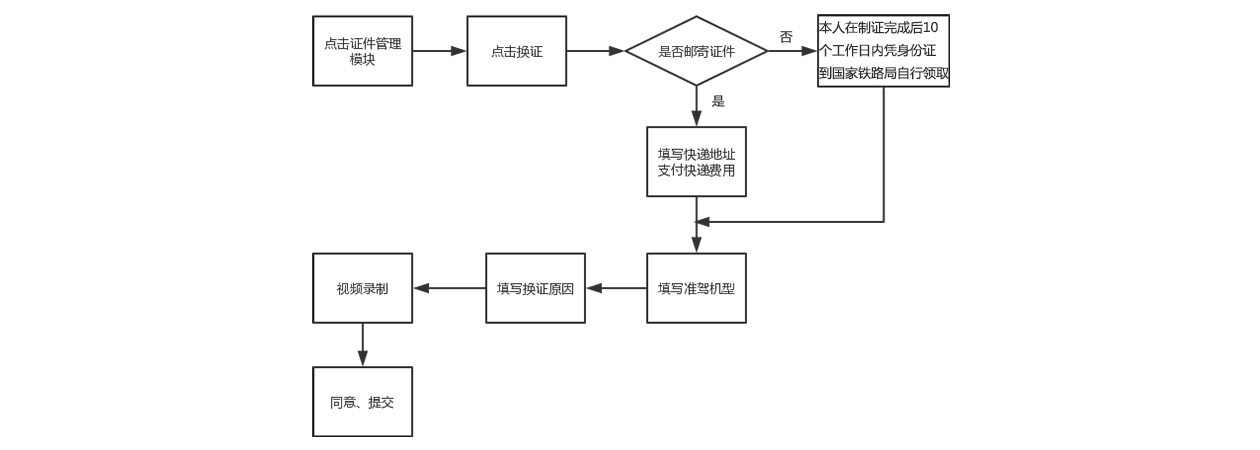 点击证件管理
模块
点击换证
是否邮寄证件
否
本人在制证完成后10
个工作日内凭身份证
到国家铁路局自行领取
是
填写快递地址
支付快递费用
视频录制
填写换证原因
填写准驾机型
同意、提交